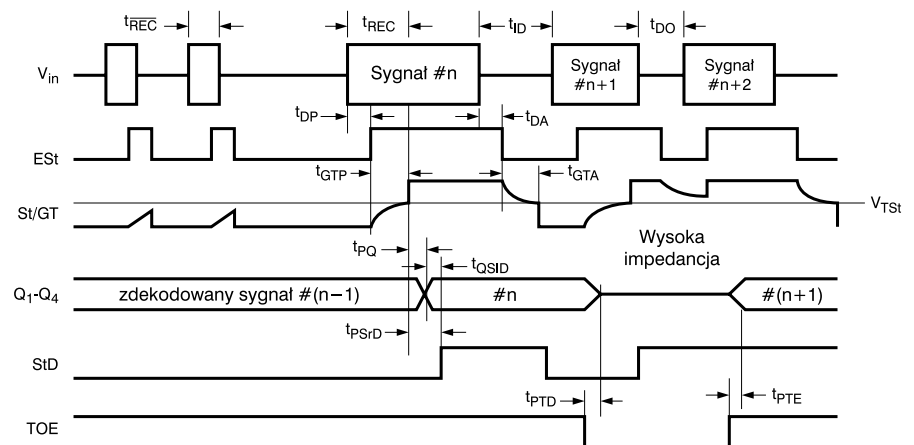 tREC tREC tID tDO
Vin
Sygnał #n
Sygnał
#n+1
Sygnał
#n+2
tDP tDA
ESt
tGTP tGTA
St/GT
VTSt
Wysoka
impedancja
tPQ
tQSID
Q1-Q4
zdekodowany sygnał #(n−1)
#n
#(n+1)
tPSrD
StD
tPTD tPTE
TOE